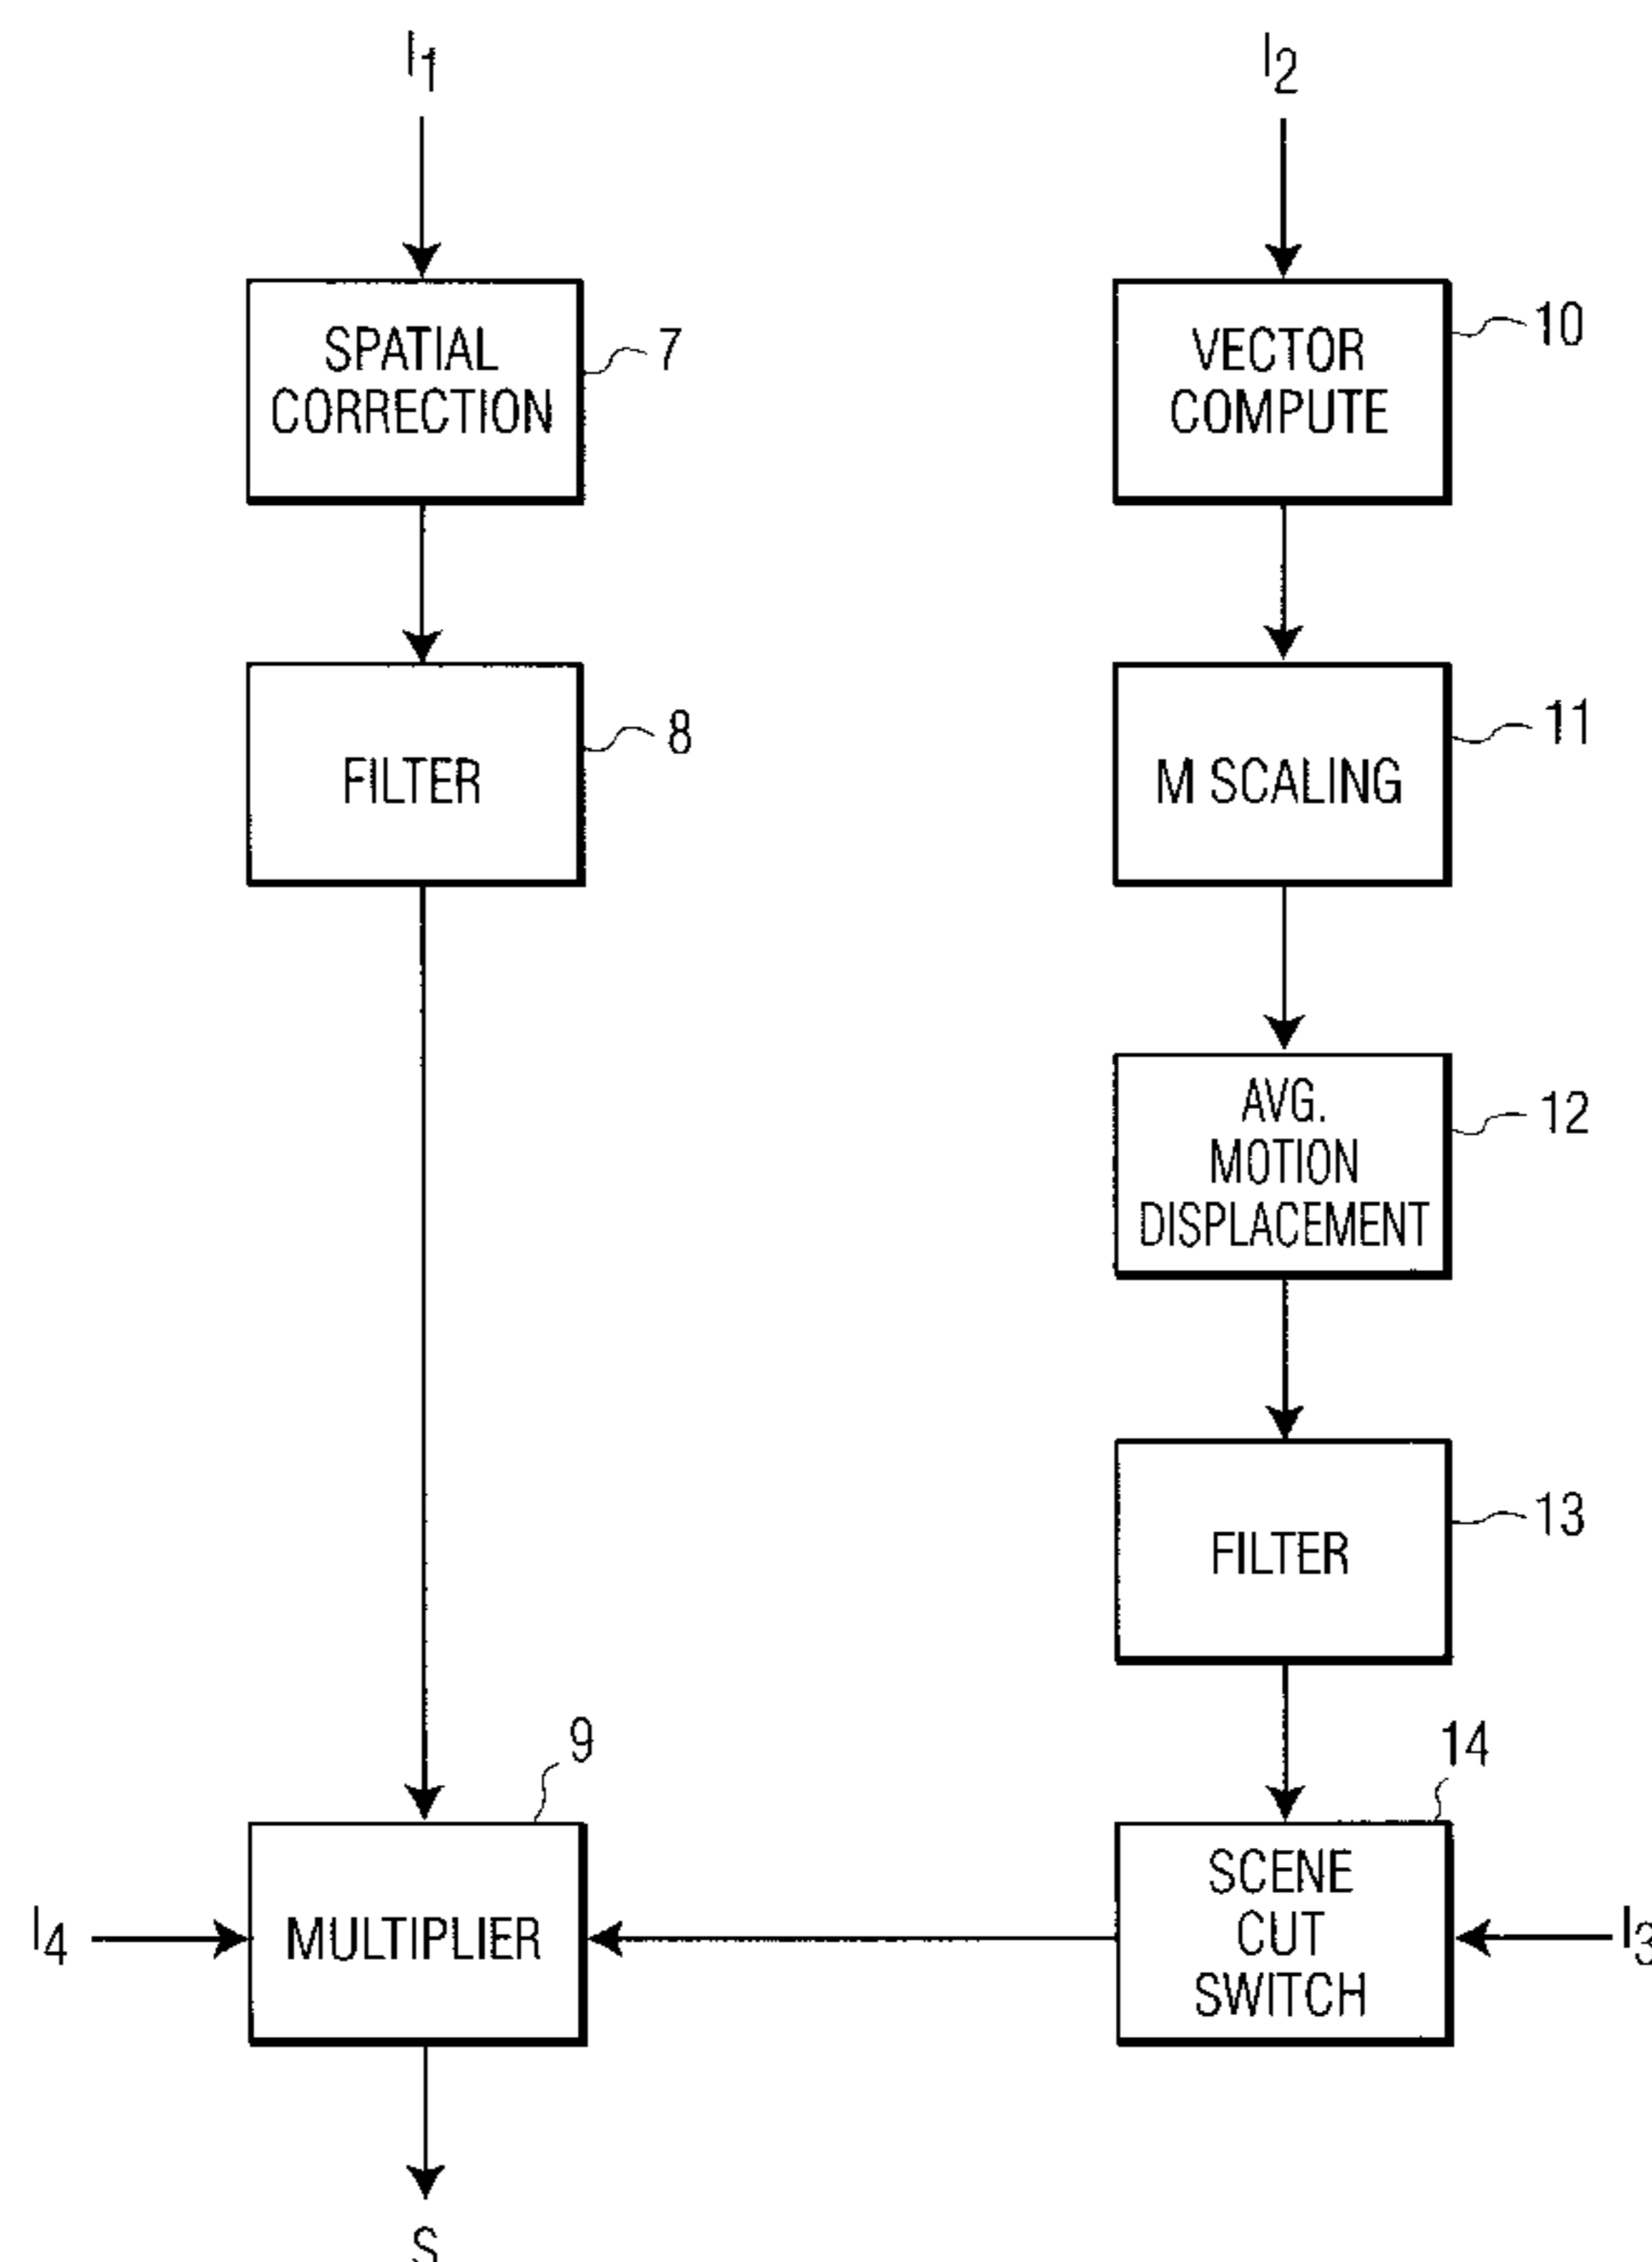 I1
I2
SPATIAL
CORRECTION
7
VECTOR
COMPUTE
10
FILTER
8
M SCALING
11
AVG.
MOTION
DISPLACEMENT
12
FILTER
13
9
14
I4
MULTIPLIER
SCENE
CUT
SWITCH
I3
S